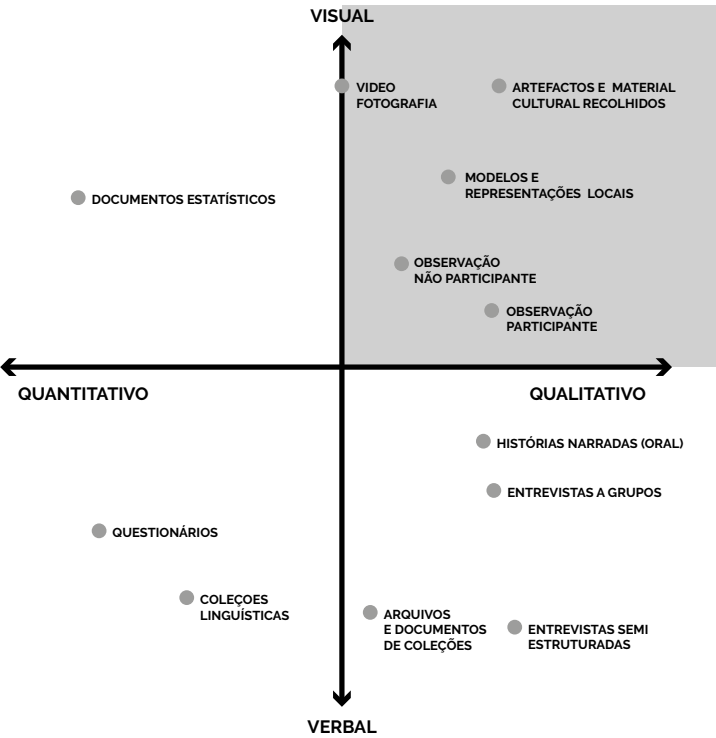 VISUAL
VIDEO
FOTOGRAFIA
ARTEFACTOS E MATERIAL
CULTURAL RECOLHIDOS
MODELOS E
REPRESENTAÇÕES LOCAIS
DOCUMENTOS ESTATÍSTICOS
OBSERVAÇÃO
NÃO PARTICIPANTE
OBSERVAÇÃO
PARTICIPANTE
QUANTITATIVO
QUALITATIVO
HISTÓRIAS NARRADAS (ORAL)
ENTREVISTAS A GRUPOS
QUESTIONÁRIOS
COLEÇOES
LINGUÍSTICAS
ARQUIVOS
E DOCUMENTOS
DE COLEÇÕES
ENTREVISTAS SEMI
ESTRUTURADAS
VERBAL